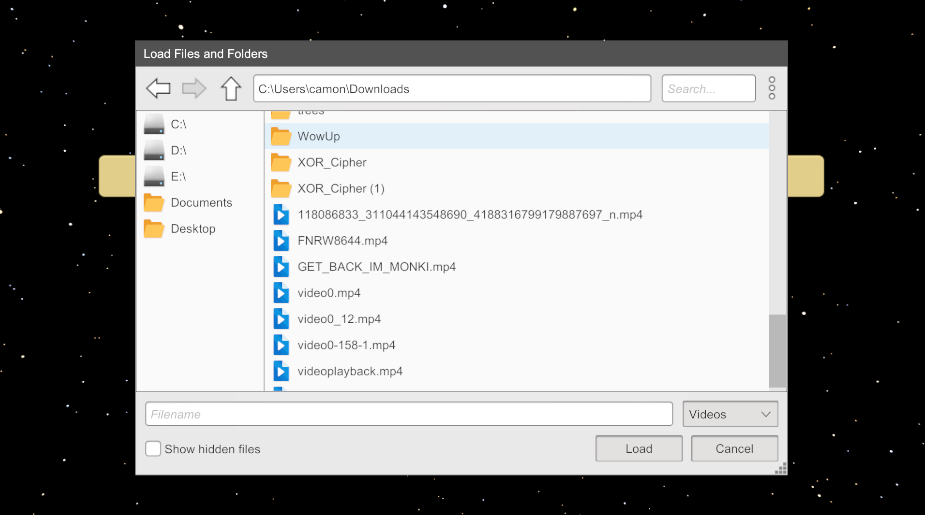 Load Files and Folders
C:\Users\camon\Downloads
Search...
C:\
D:\
E:\
Documents
Desktop
trees
WowUp
XOR_Cipher
XOR_Cipher (1)
118086833_311044143548690_4188316799179887697_n.mp4
FNRW8644.mp4
GET_BACK_IM_MONKI.mp4
video0.mp4
video0_12.mp4
video0-158-1.mp4
videoplayback.mp4
Filename
Videos
Show hidden files
Load
Cancel